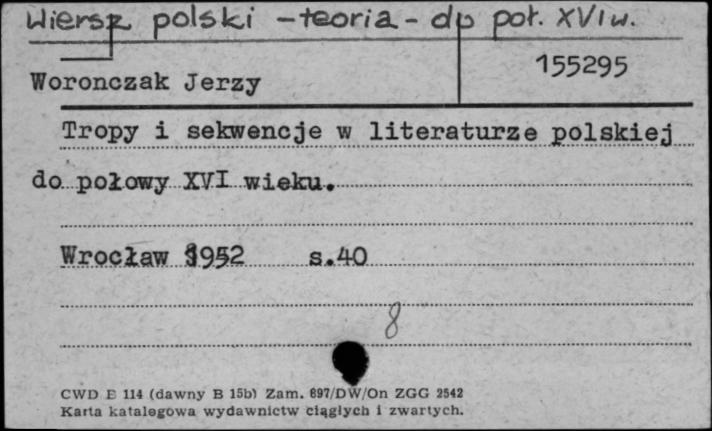 Wiersz polski - teoria - do poł. XVI w.
155295
Woronczak Jerzy
Tropy i sekwencje w literaturze polskiej
do połowy XVI wieku.
Wrocław 1952 s.40
8
CWD E 114 (dawny B 15b) Zam. 697/DW/On ZGG 2542
Karta katalogowa wydawnictw ciągłych i zwartych.